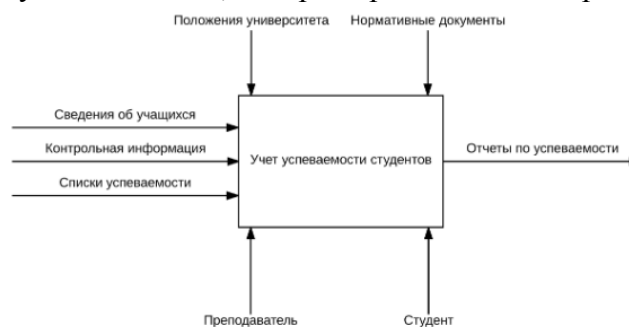 Положения университета Нормативные документы
Сведения об учащихся
Контрольная информация
Учет успеваемости студентов
Отчеты по успеваемости
Списки успеваемости
Преподаватель Студент